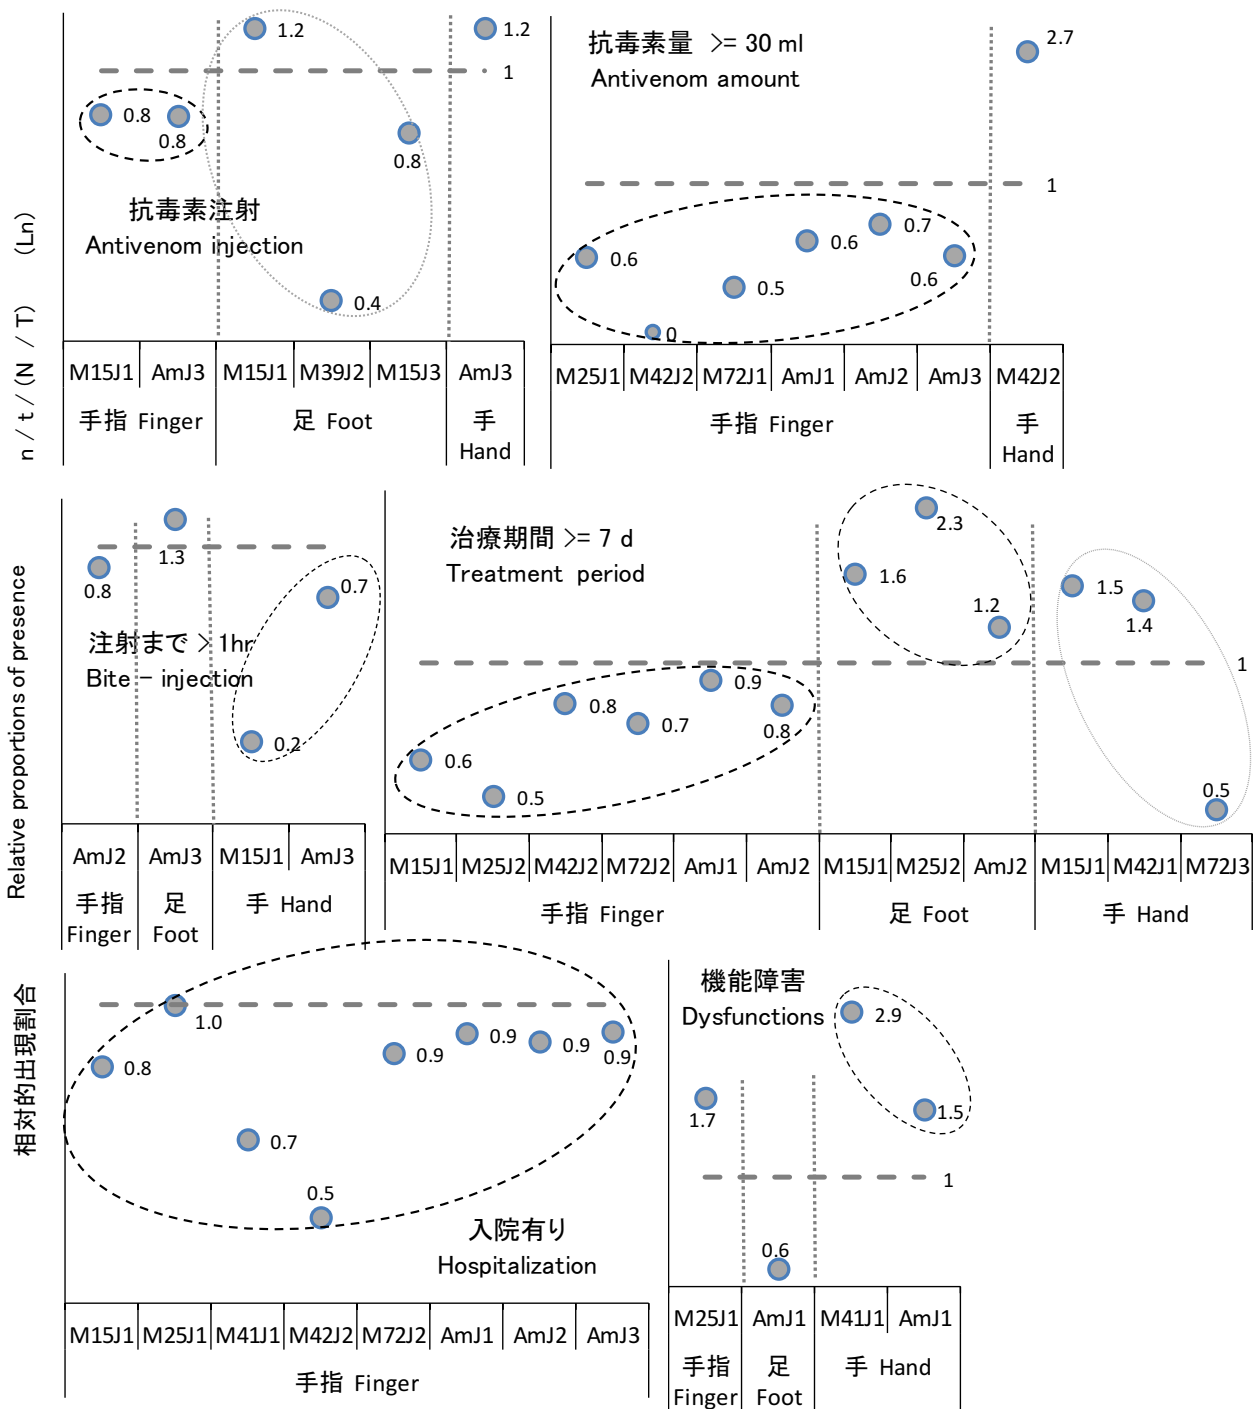 n / t / (N / T) (Ln)
Relative proportions of presence
相対的出現割合
1.2
1.2
1
0.8
0.8
0.8
抗毒素注射
Antivenom injection
0.4
M15J1 AmJ3 M15J1 M39J2 M15J3 AmJ3
手指 Finger 足 Foot 手
Hand
抗毒素量 >= 30 ml
Antivenom amount
2.7
1
0.6
0
0.5
0.6
0.7
0.6
M25J1 M42J2 M72J1 AmJ1 AmJ2 AmJ3 M42J2
手指 Finger 手
Hand
1.3
0.8
0.7
注射まで > 1hr
Bite - injection
0.2
AmJ2 AmJ3 M15J1 AmJ3
手指 足 手 Hand
Finger Foot
治療期間 >= 7 d
Treatment period
2.3
1.6
1.2
1.5
1.4
1
0.9
0.8
0.7
0.8
0.6
0.5
0.5
M15J1 M25J2 M42J2 M72J2 AmJ1 AmJ2 M15J1 M25J2 AmJ2 M15J1 M42J1 M72J3
手指 Finger 足 Foot 手 Hand
1.0
0.8
0.7
0.5
0.9
0.9
0.9
0.9
入院有り
Hospitalization
M15J1 M25J1 M41J1 M42J2 M72J2 AmJ1 AmJ2 AmJ3
手指 Finger
機能障害
Dysfunctions
2.9
1.7
1.5
1
0.6
M25J1 AmJ1 M41J1 AmJ1
手指 足 手 Hand
Finger Foot